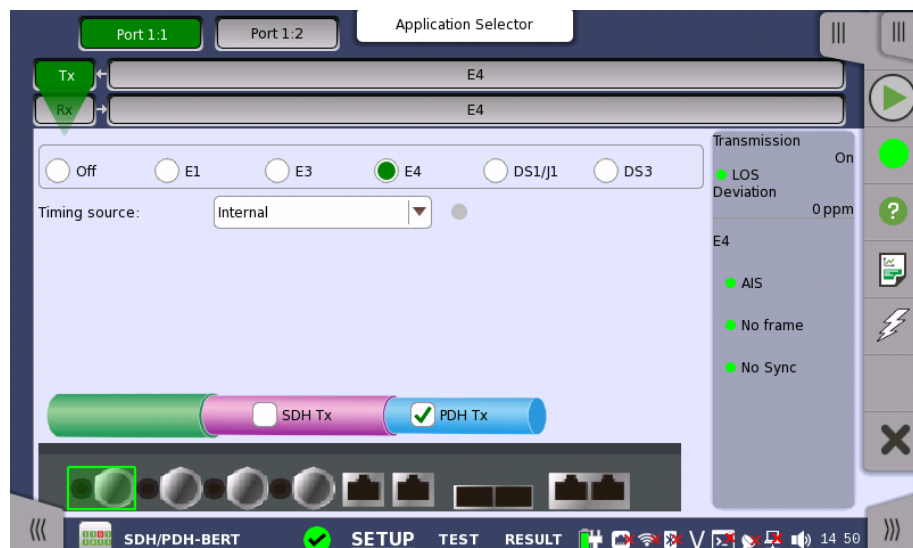 Port 1:1 Port 1:2 Application Selector
Tx E4
Rx E4
Off E1 E3 E4 DS1/J1 DS3
Timing source: Internal
Transmission
On
LOS
Deviation
0 ppm
E4
AIS
No frame
No Sync
SDH Tx PDH Tx
SDH/PDH-BERT SETUP TEST RESULT 14 50